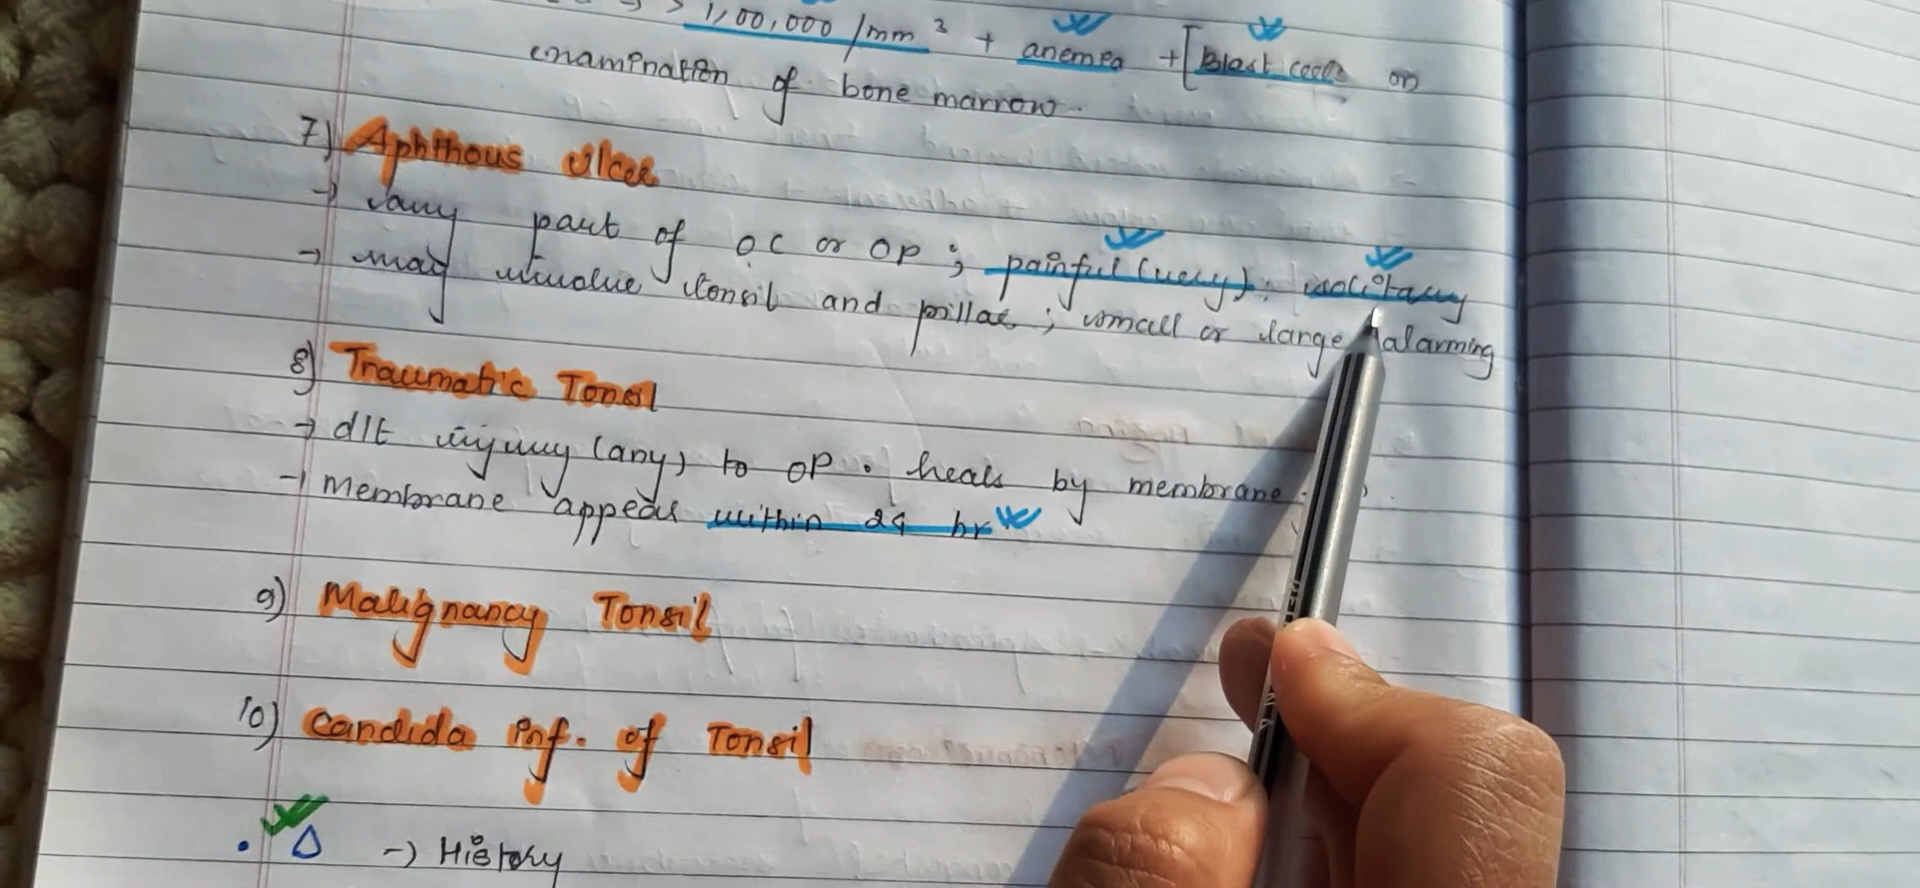 > 1,00,000 /mm³ + anemia + [Blast cells on
examination of bone marrow.
7) Aphthous ulcer
→ any part of OC or OP ; painful (very) ; solitary
→ may involve tonsil and pillar ; small or large alarming
8) Traumatic Tonsil
→ d/t injury (any) to OP . heals by membrane
→ membrane appears within 24 hr
9) Malignancy Tonsil
10) Candida inf. of Tonsil
• Δ → History